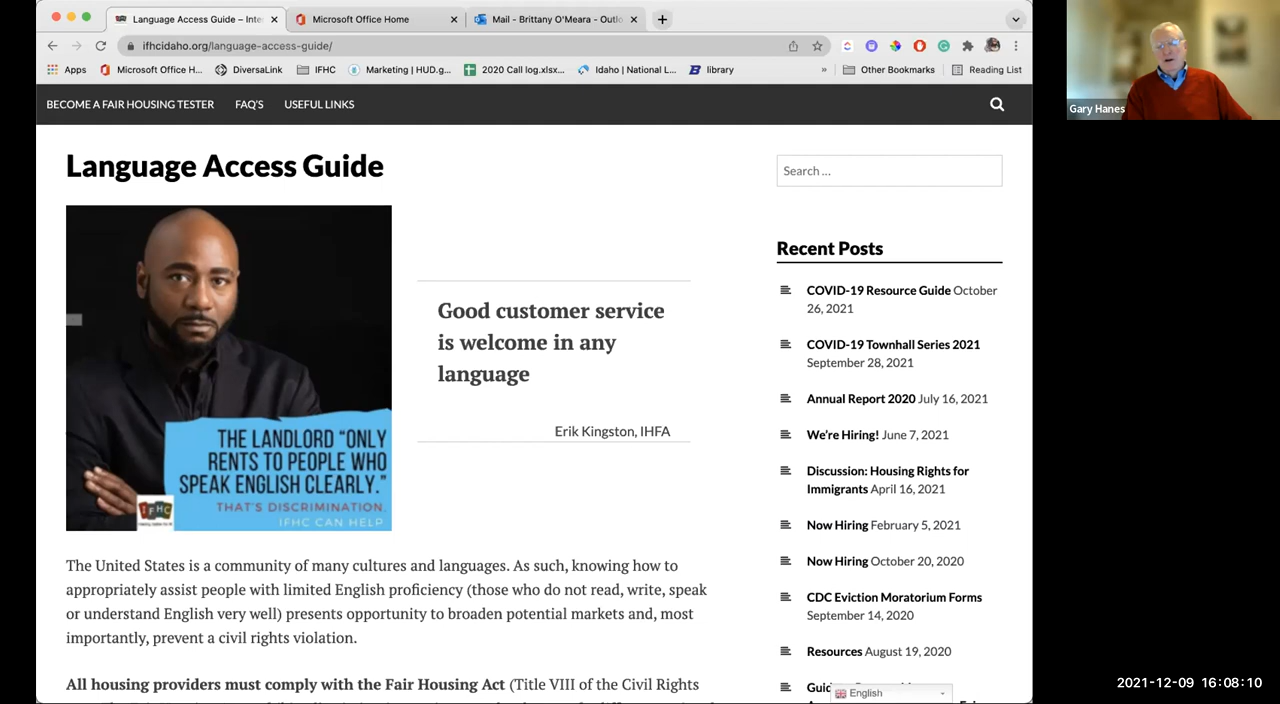 Language Access Guide – Inte
Microsoft Office Home
Mail - Brittany O'Meara - Outlo
ifhcidaho.org/language-access-guide/
Apps
Microsoft Office H...
DiversaLink
IFHC
Marketing | HUD.g...
2020 Call log.xlsx...
Idaho | National L...
library
»
Other Bookmarks
Reading List
BECOME A FAIR HOUSING TESTER
FAQ'S
USEFUL LINKS
Gary Hanes
Language Access Guide
THE LANDLORD “ONLY
RENTS TO PEOPLE WHO
SPEAK ENGLISH CLEARLY.”
THAT'S DISCRIMINATION.
IFHC CAN HELP
IFHC
Good customer service
is welcome in any
language
Erik Kingston, IHFA
The United States is a community of many cultures and languages. As such, knowing how to
appropriately assist people with limited English proficiency (those who do not read, write, speak
or understand English very well) presents opportunity to broaden potential markets and, most
importantly, prevent a civil rights violation.
All housing providers must comply with the Fair Housing Act (Title VIII of the Civil Rights
Search ...
Recent Posts
COVID-19 Resource Guide October
26, 2021
COVID-19 Townhall Series 2021
September 28, 2021
Annual Report 2020 July 16, 2021
We're Hiring! June 7, 2021
Discussion: Housing Rights for
Immigrants April 16, 2021
Now Hiring February 5, 2021
Now Hiring October 20, 2020
CDC Eviction Moratorium Forms
September 14, 2020
Resources August 19, 2020
English
2021-12-09 16:08:10